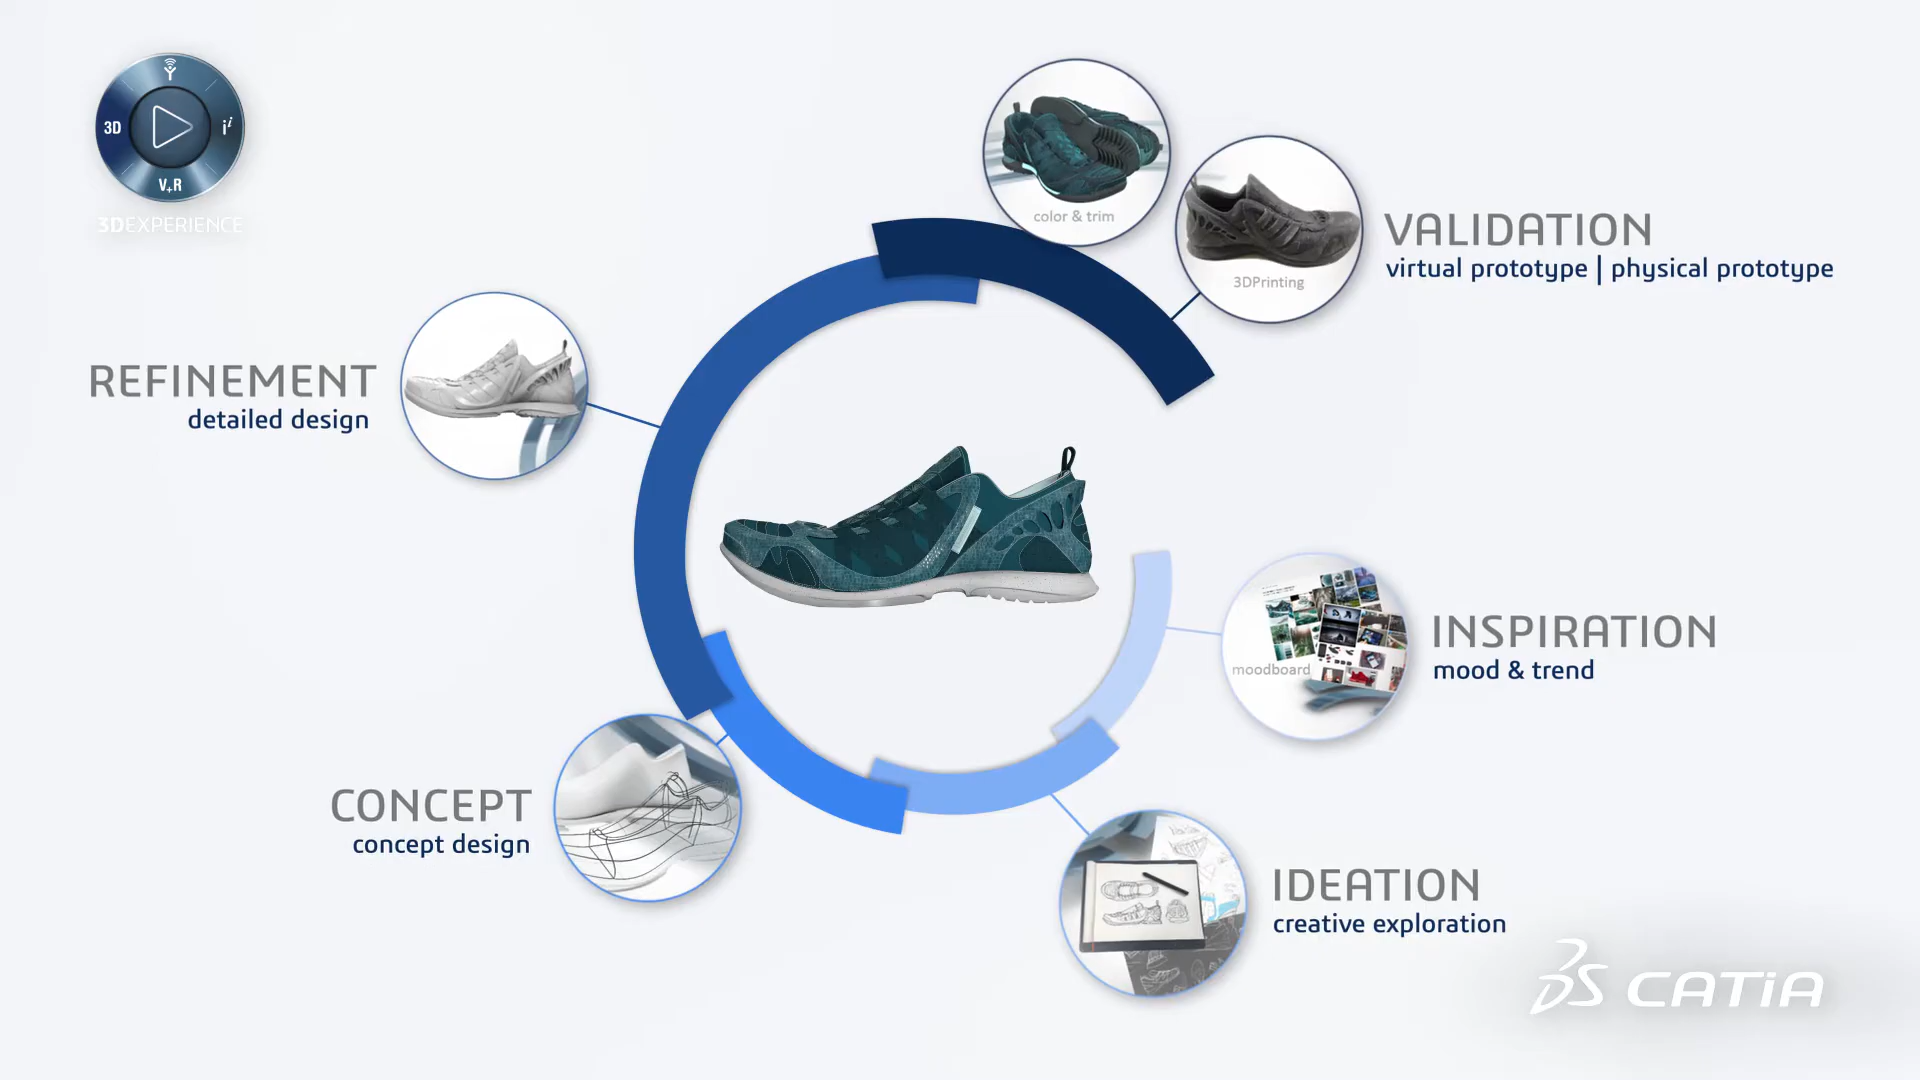 3D
i
V+R
3DEXPERIENCE
color & trim
3DPrinting
VALIDATION
virtual prototype | physical prototype
REFINEMENT
detailed design
moodboard
INSPIRATION
mood & trend
CONCEPT
concept design
IDEATION
creative exploration
3DS CATIA